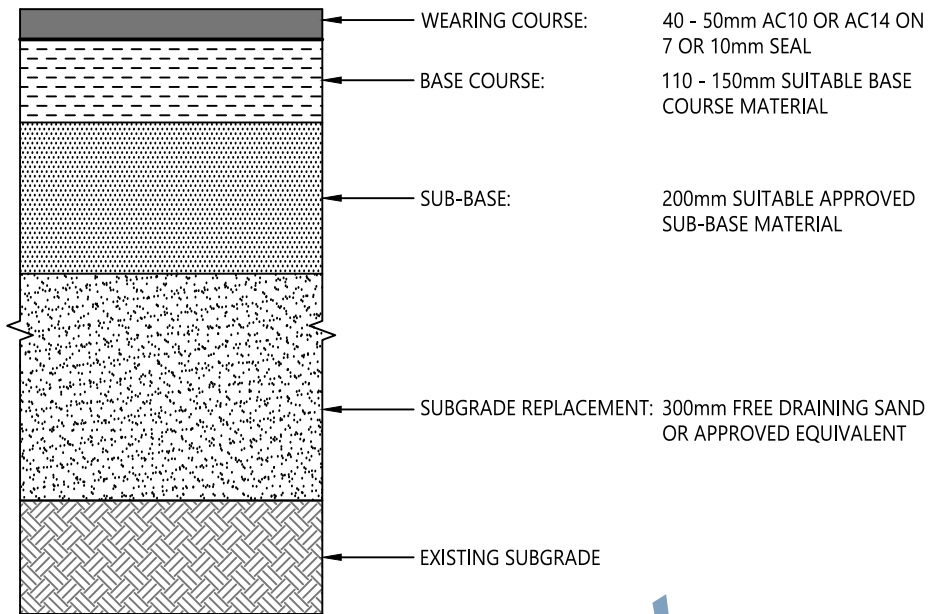 WEARING COURSE: 40 - 50mm AC10 OR AC14 ON
7 OR 10mm SEAL
BASE COURSE: 110 - 150mm SUITABLE BASE
COURSE MATERIAL
SUB-BASE: 200mm SUITABLE APPROVED
SUB-BASE MATERIAL
SUBGRADE REPLACEMENT: 300mm FREE DRAINING SAND
OR APPROVED EQUIVALENT
EXISTING SUBGRADE